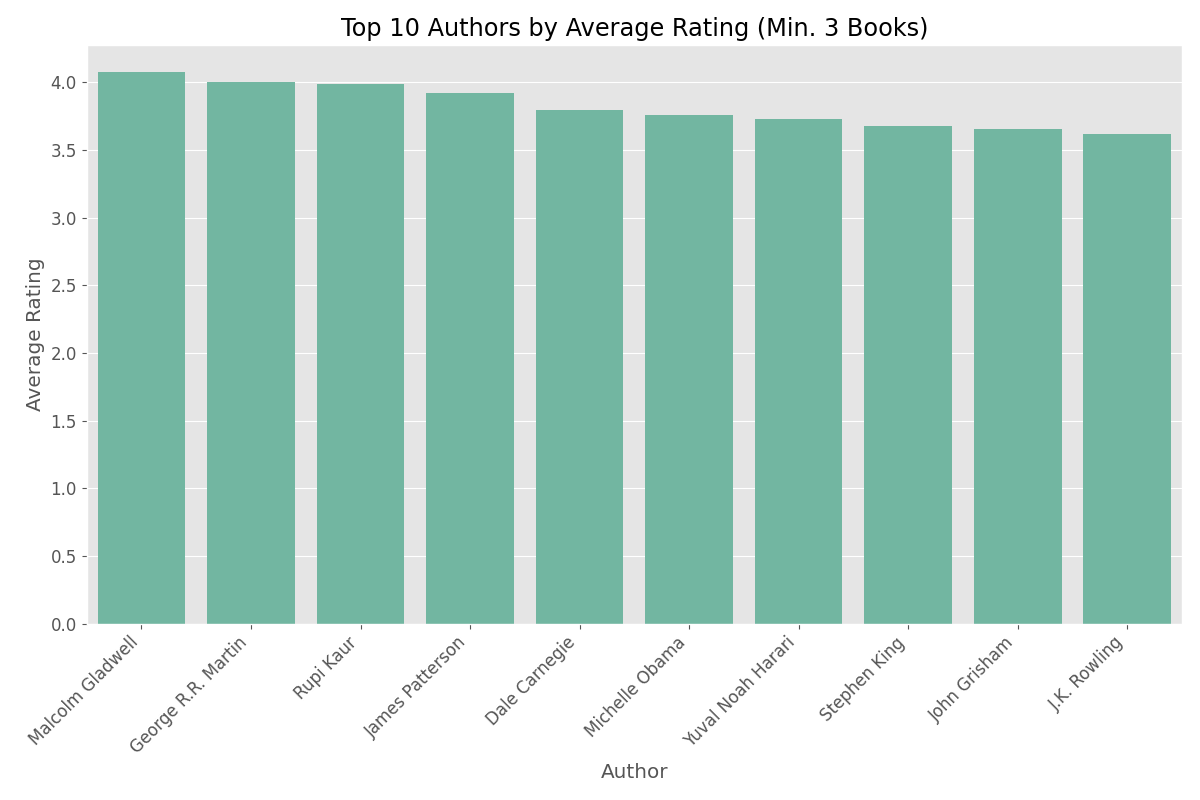 Top 10 Authors by Average Rating (Min. 3 Books)
Average Rating
4.0
3.5
3.0
2.5
2.0
1.5
1.0
0.5
0.0
Malcolm Gladwell
George R.R. Martin
Rupi Kaur
James Patterson
Dale Carnegie
Michelle Obama
Yuval Noah Harari
Stephen King
John Grisham
J.K. Rowling
Author